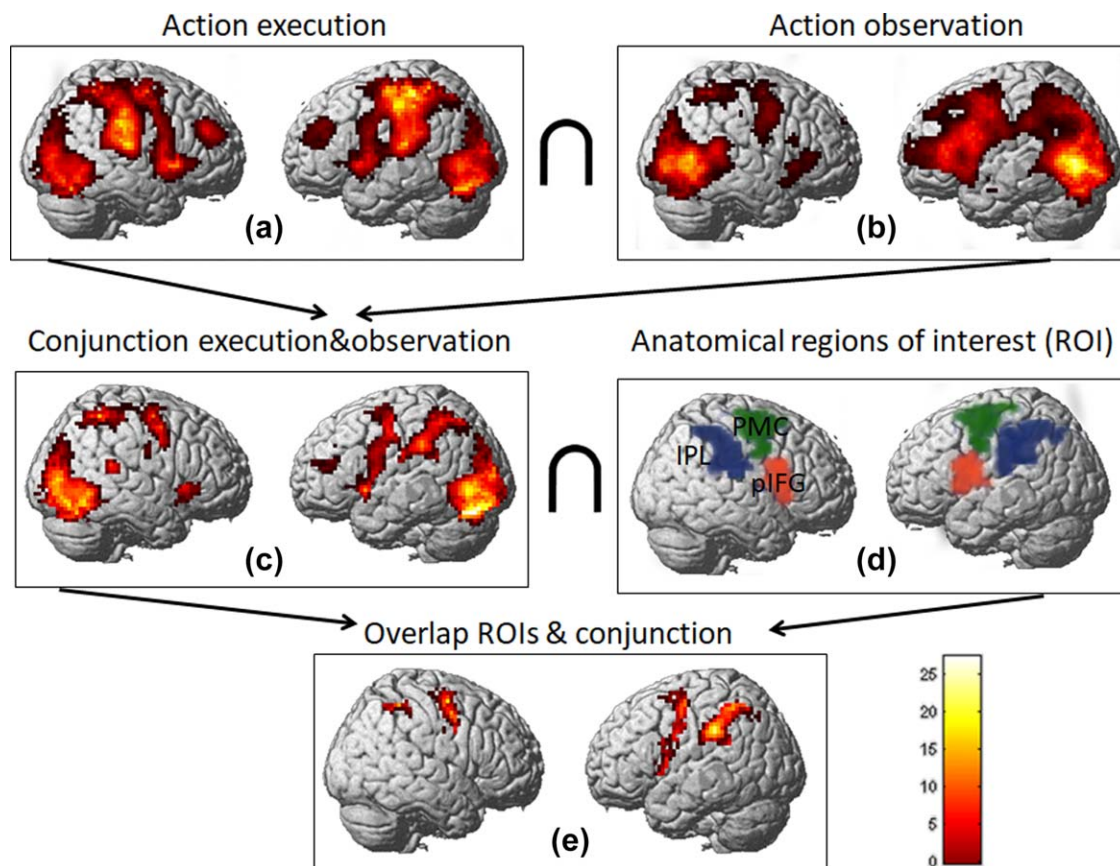 Action execution
Action observation
(a)
∩
(b)
Conjunction execution&observation
Anatomical regions of interest (ROI)
PMC
IPL
pIFG
(c)
∩
(d)
Overlap ROIs & conjunction
(e)
25
20
15
10
5
0